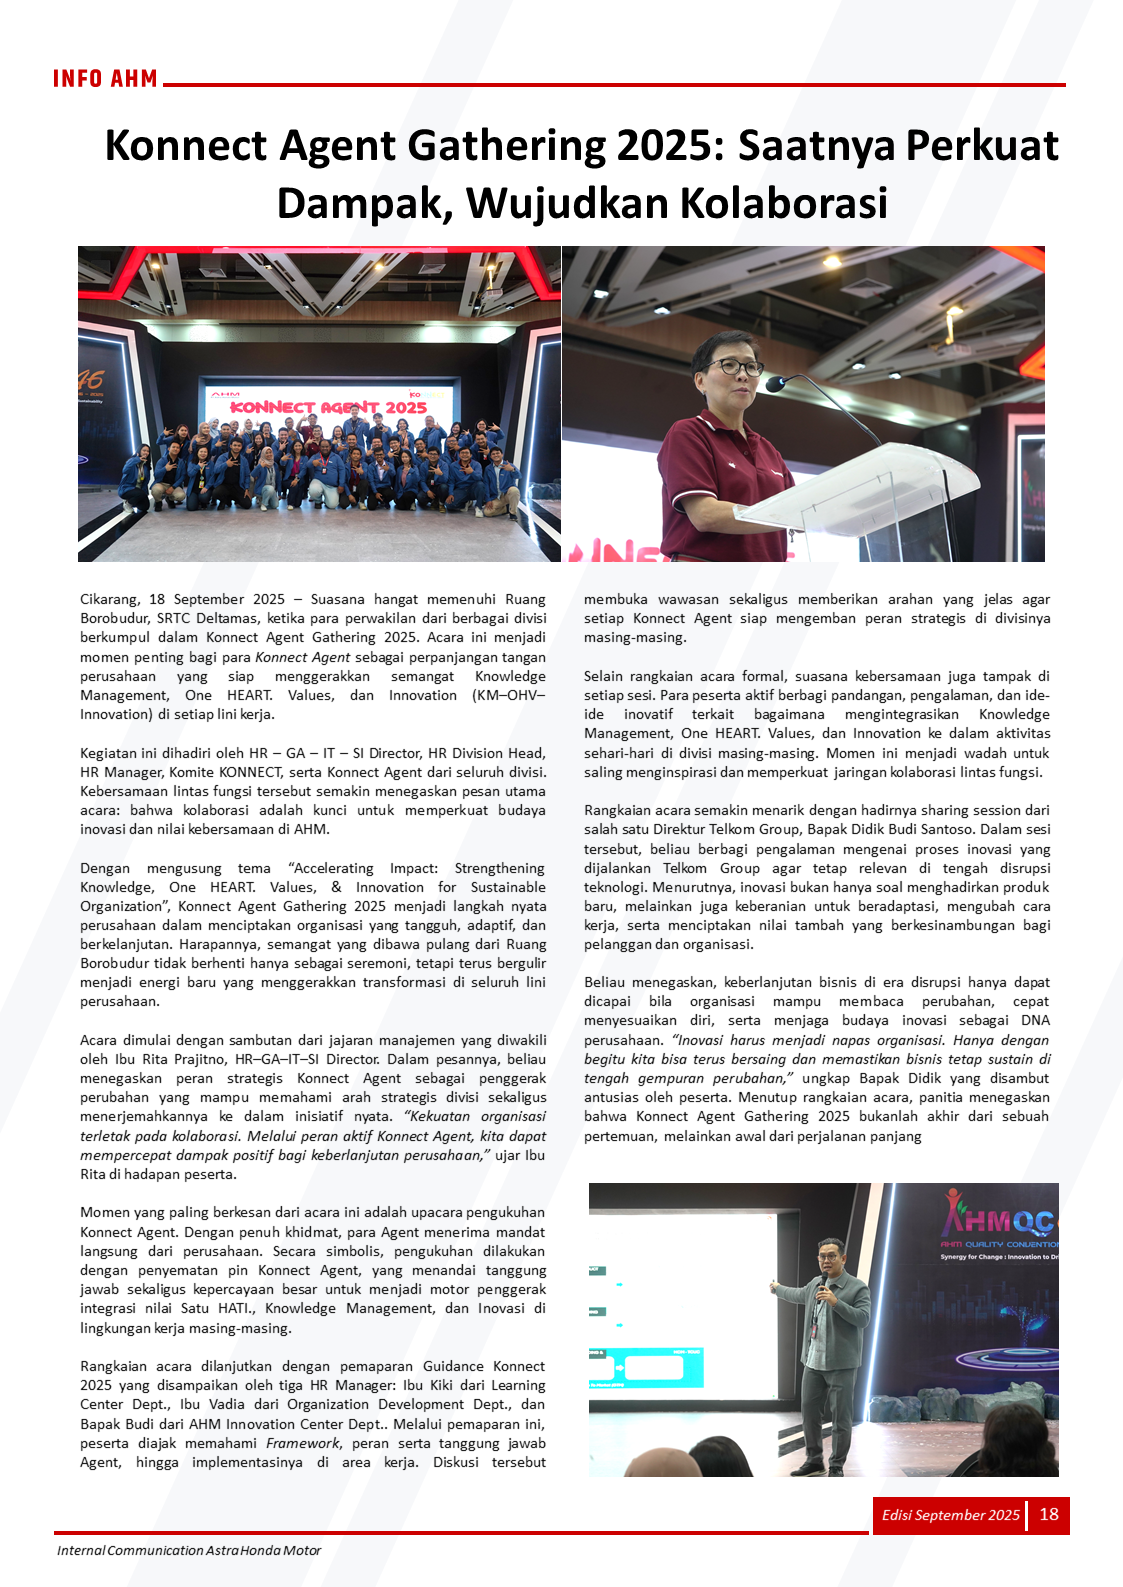 INFO AHM
Konnect Agent Gathering 2025: Saatnya Perkuat
Dampak, Wujudkan Kolaborasi
AHM
KONNECT AGENT 2025
Cikarang, 18 September 2025 – Suasana hangat memenuhi Ruang
Borobudur, SRTC Deltamas, ketika para perwakilan dari berbagai divisi
berkumpul dalam Konnect Agent Gathering 2025. Acara ini menjadi
momen penting bagi para Konnect Agent sebagai perpanjangan tangan
perusahaan yang siap menggerakkan semangat Knowledge
Management, One HEART. Values, dan Innovation (KM–OHV–
Innovation) di setiap lini kerja.
Kegiatan ini dihadiri oleh HR – GA – IT – SI Director, HR Division Head,
HR Manager, Komite KONNECT, serta Konnect Agent dari seluruh divisi.
Kebersamaan lintas fungsi tersebut semakin menegaskan pesan utama
acara: bahwa kolaborasi adalah kunci untuk memperkuat budaya
inovasi dan nilai kebersamaan di AHM.
Dengan mengusung tema “Accelerating Impact: Strengthening
Knowledge, One HEART. Values, & Innovation for Sustainable
Organization”, Konnect Agent Gathering 2025 menjadi langkah nyata
perusahaan dalam menciptakan organisasi yang tangguh, adaptif, dan
berkelanjutan. Harapannya, semangat yang dibawa pulang dari Ruang
Borobudur tidak berhenti hanya sebagai seremoni, tetapi terus bergulir
menjadi energi baru yang menggerakkan transformasi di seluruh lini
perusahaan.
Acara dimulai dengan sambutan dari jajaran manajemen yang diwakili
oleh Ibu Rita Prajitno, HR–GA–IT–SI Director. Dalam pesannya, beliau
menegaskan peran strategis Konnect Agent sebagai penggerak
perubahan yang mampu memahami arah strategis divisi sekaligus
menerjemahkannya ke dalam inisiatif nyata. “Kekuatan organisasi
terletak pada kolaborasi. Melalui peran aktif Konnect Agent, kita dapat
mempercepat dampak positif bagi keberlanjutan perusahaan,” ujar Ibu
Rita di hadapan peserta.
Momen yang paling berkesan dari acara ini adalah upacara pengukuhan
Konnect Agent. Dengan penuh khidmat, para Agent menerima mandat
langsung dari perusahaan. Secara simbolis, pengukuhan dilakukan
dengan penyematan pin Konnect Agent, yang menandai tanggung
jawab sekaligus kepercayaan besar untuk menjadi motor penggerak
integrasi nilai Satu HATI., Knowledge Management, dan Inovasi di
lingkungan kerja masing-masing.
Rangkaian acara dilanjutkan dengan pemaparan Guidance Konnect
2025 yang disampaikan oleh tiga HR Manager: Ibu Kiki dari Learning
Center Dept., Ibu Vadia dari Organization Development Dept., dan
Bapak Budi dari AHM Innovation Center Dept.. Melalui pemaparan ini,
peserta diajak memahami Framework, peran serta tanggung jawab
Agent, hingga implementasinya di area kerja. Diskusi tersebut
membuka wawasan sekaligus memberikan arahan yang jelas agar
setiap Konnect Agent siap mengemban peran strategis di divisinya
masing-masing.
Selain rangkaian acara formal, suasana kebersamaan juga tampak di
setiap sesi. Para peserta aktif berbagi pandangan, pengalaman, dan ide-
ide inovatif terkait bagaimana mengintegrasikan Knowledge
Management, One HEART. Values, dan Innovation ke dalam aktivitas
sehari-hari di divisi masing-masing. Momen ini menjadi wadah untuk
saling menginspirasi dan memperkuat jaringan kolaborasi lintas fungsi.
Rangkaian acara semakin menarik dengan hadirnya sharing session dari
salah satu Direktur Telkom Group, Bapak Didik Budi Santoso. Dalam sesi
tersebut, beliau berbagi pengalaman mengenai proses inovasi yang
dijalankan Telkom Group agar tetap relevan di tengah disrupsi
teknologi. Menurutnya, inovasi bukan hanya soal menghadirkan produk
baru, melainkan juga keberanian untuk beradaptasi, mengubah cara
kerja, serta menciptakan nilai tambah yang berkesinambungan bagi
pelanggan dan organisasi.
Beliau menegaskan, keberlanjutan bisnis di era disrupsi hanya dapat
dicapai bila organisasi mampu membaca perubahan, cepat
menyesuaikan diri, serta menjaga budaya inovasi sebagai DNA
perusahaan. “Inovasi harus menjadi napas organisasi. Hanya dengan
begitu kita bisa terus bersaing dan memastikan bisnis tetap sustain di
tengah gempuran perubahan,” ungkap Bapak Didik yang disambut
antusias oleh peserta. Menutup rangkaian acara, panitia menegaskan
bahwa Konnect Agent Gathering 2025 bukanlah akhir dari sebuah
pertemuan, melainkan awal dari perjalanan panjang
AHMQC
AHM QUALITY CONVENTION
Synergy for Change : Innovation to Dri
Edisi September 2025 18
Internal Communication Astra Honda Motor